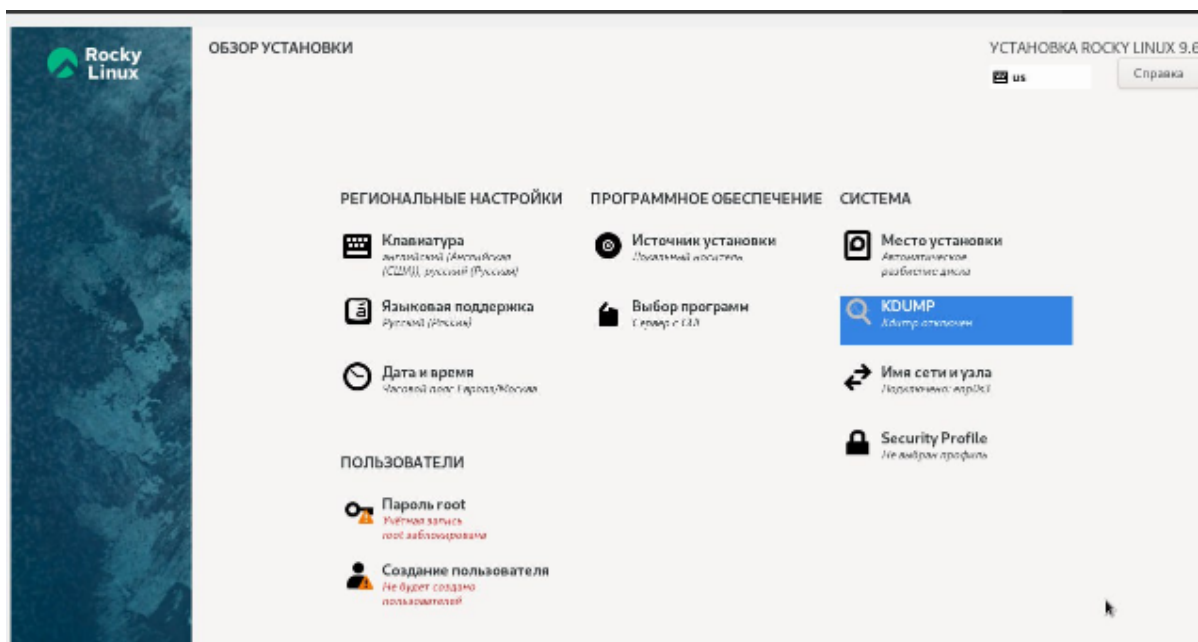 Rocky
Linux
ОБЗОР УСТАНОВКИ
УСТАНОВКА ROCKY LINUX 9.6
us
Справка
РЕГИОНАЛЬНЫЕ НАСТРОЙКИ
Клавиатура
английский (Английская
(США)), русский (Русская)
Языковая поддержка
Русский (Россия)
Дата и время
Часовой пояс Европа/Москва
ПРОГРАММНОЕ ОБЕСПЕЧЕНИЕ
Источник установки
Локальный носитель
Выбор программ
Сервер с GUI
СИСТЕМА
Место установки
Автоматическое
разбиение диска
KDUMP
Kdump отключен
Имя сети и узла
Подключено: enp0s3
Security Profile
Не выбран профиль
ПОЛЬЗОВАТЕЛИ
Пароль root
Учётная запись
root заблокирована
Создание пользователя
Не будет создано
пользователей